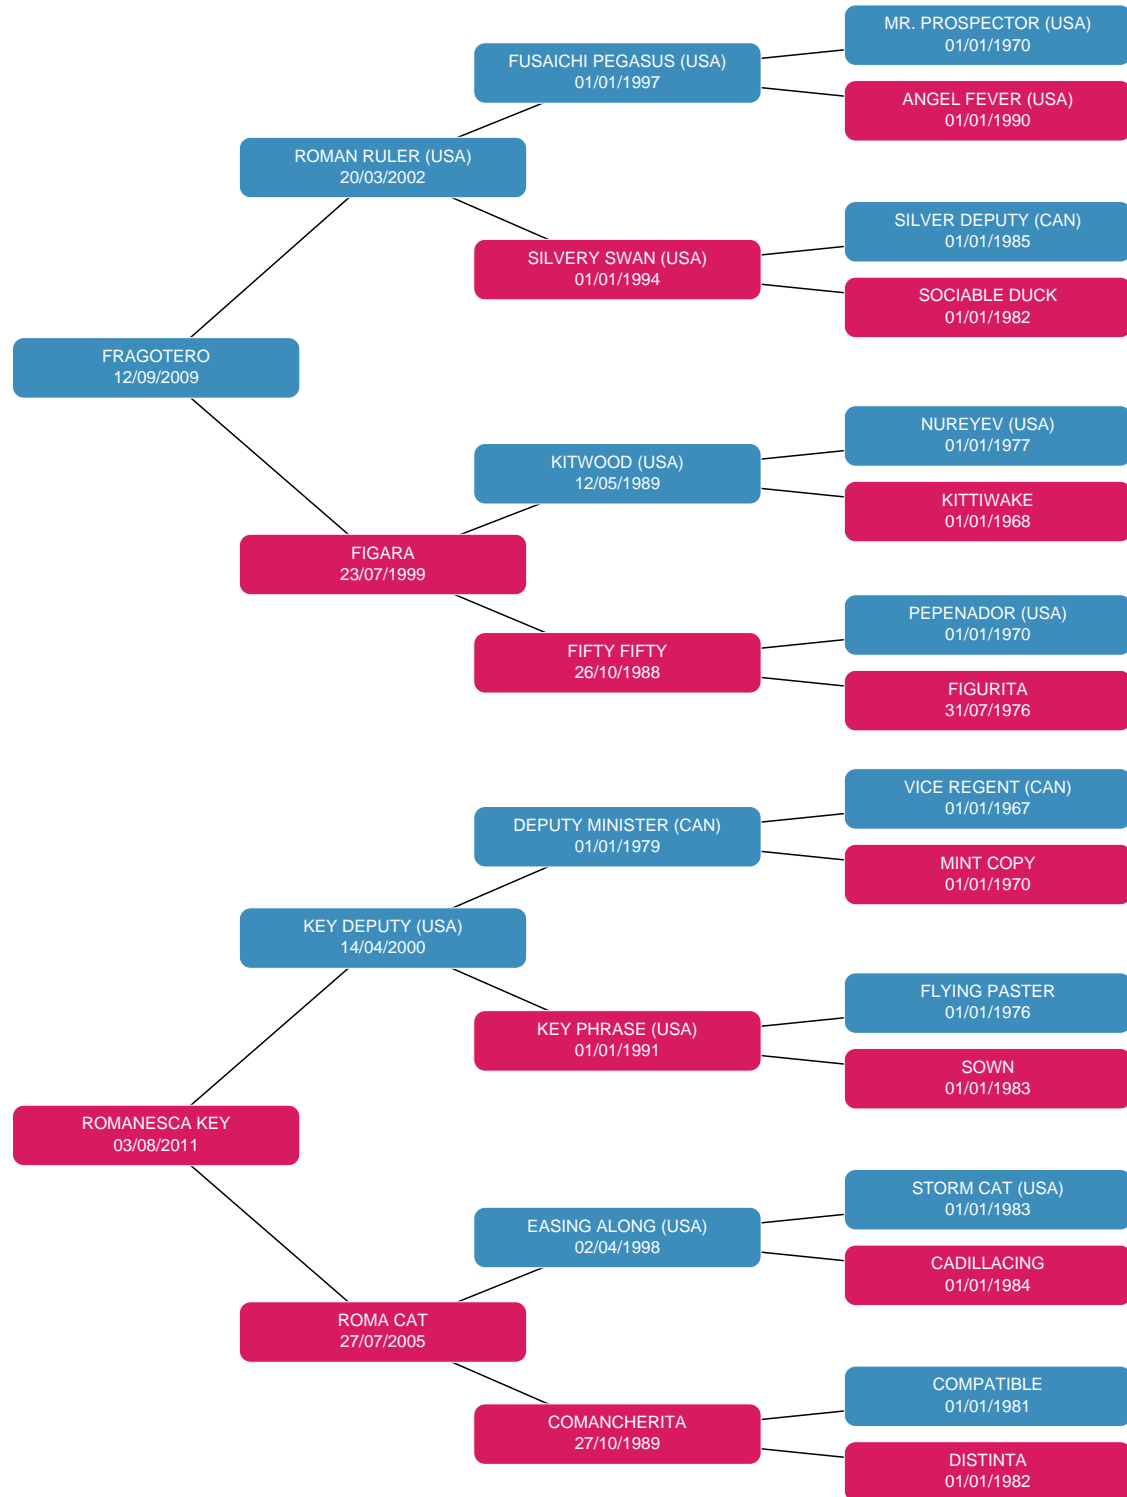 MR. PROSPECTOR (USA)
01/01/1970
FUSAICHI PEGASUS (USA)
01/01/1997
ANGEL FEVER (USA)
01/01/1990
ROMAN RULER (USA)
20/03/2002
SILVER DEPUTY (CAN)
01/01/1985
SILVERY SWAN (USA)
01/01/1994
SOCIABLE DUCK
01/01/1982
FRAGOTERO
12/09/2009
NUREYEV (USA)
01/01/1977
KITWOOD (USA)
12/05/1989
KITTIWAKE
01/01/1968
FIGARA
23/07/1999
PEPENADOR (USA)
01/01/1970
FIFTY FIFTY
26/10/1988
FIGURITA
31/07/1976
VICE REGENT (CAN)
01/01/1967
DEPUTY MINISTER (CAN)
01/01/1979
MINT COPY
01/01/1970
KEY DEPUTY (USA)
14/04/2000
FLYING PASTER
01/01/1976
KEY PHRASE (USA)
01/01/1991
SOWN
01/01/1983
ROMANESCA KEY
03/08/2011
STORM CAT (USA)
01/01/1983
EASING ALONG (USA)
02/04/1998
CADILLACING
01/01/1984
ROMA CAT
27/07/2005
COMPATIBLE
01/01/1981
COMANCHERITA
27/10/1989
DISTINTA
01/01/1982